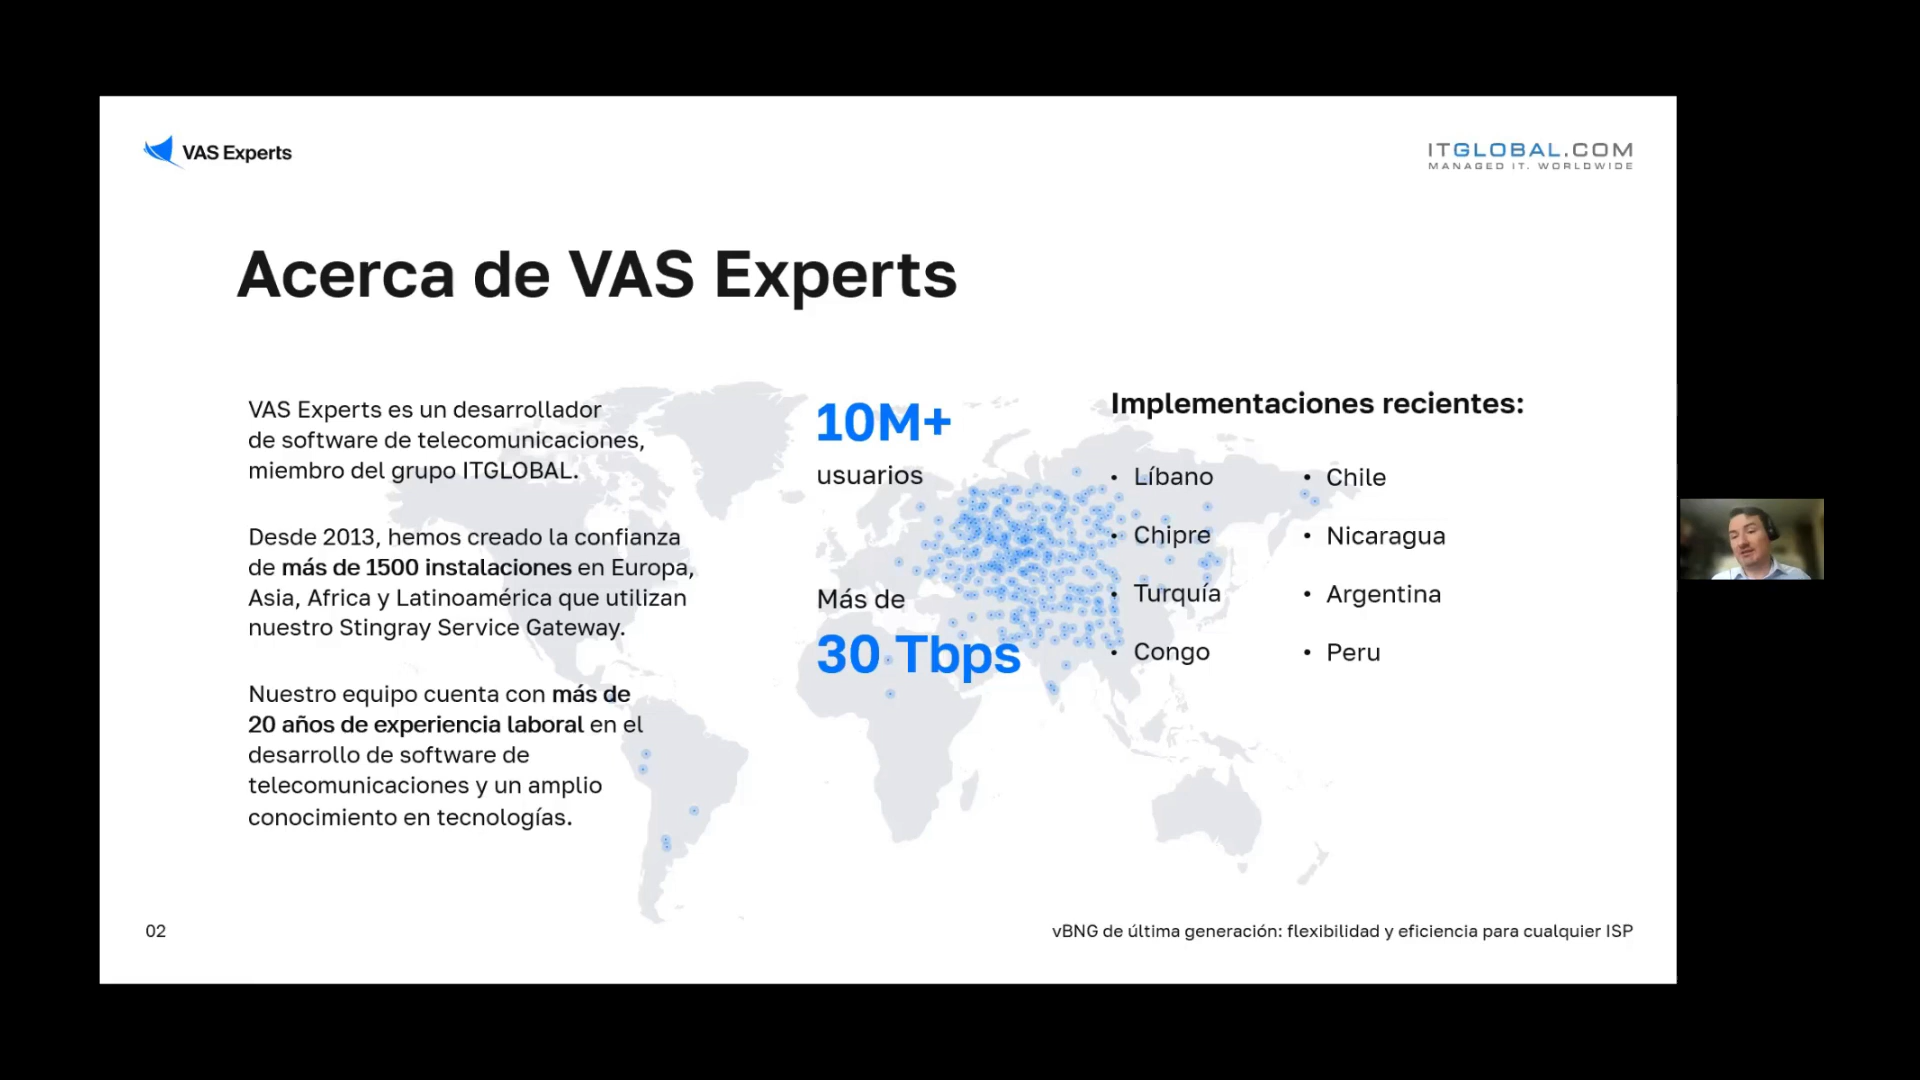 VAS Experts
ITGLOBAL.COM
MANAGED IT. WORLDWIDE
Acerca de VAS Experts
VAS Experts es un desarrollador
de software de telecomunicaciones,
miembro del grupo ITGLOBAL.
Desde 2013, hemos creado la confianza
de más de 1500 instalaciones en Europa,
Asia, Africa y Latinoamérica que utilizan
nuestro Stingray Service Gateway.
Nuestro equipo cuenta con más de
20 años de experiencia laboral en el
desarrollo de software de
telecomunicaciones y un amplio
conocimiento en tecnologías.
10M+
usuarios
Más de
30 Tbps
Implementaciones recientes:
• Líbano
• Chipre
• Turquía
• Congo
• Chile
• Nicaragua
• Argentina
• Peru
02
vBNG de última generación: flexibilidad y eficiencia para cualquier ISP